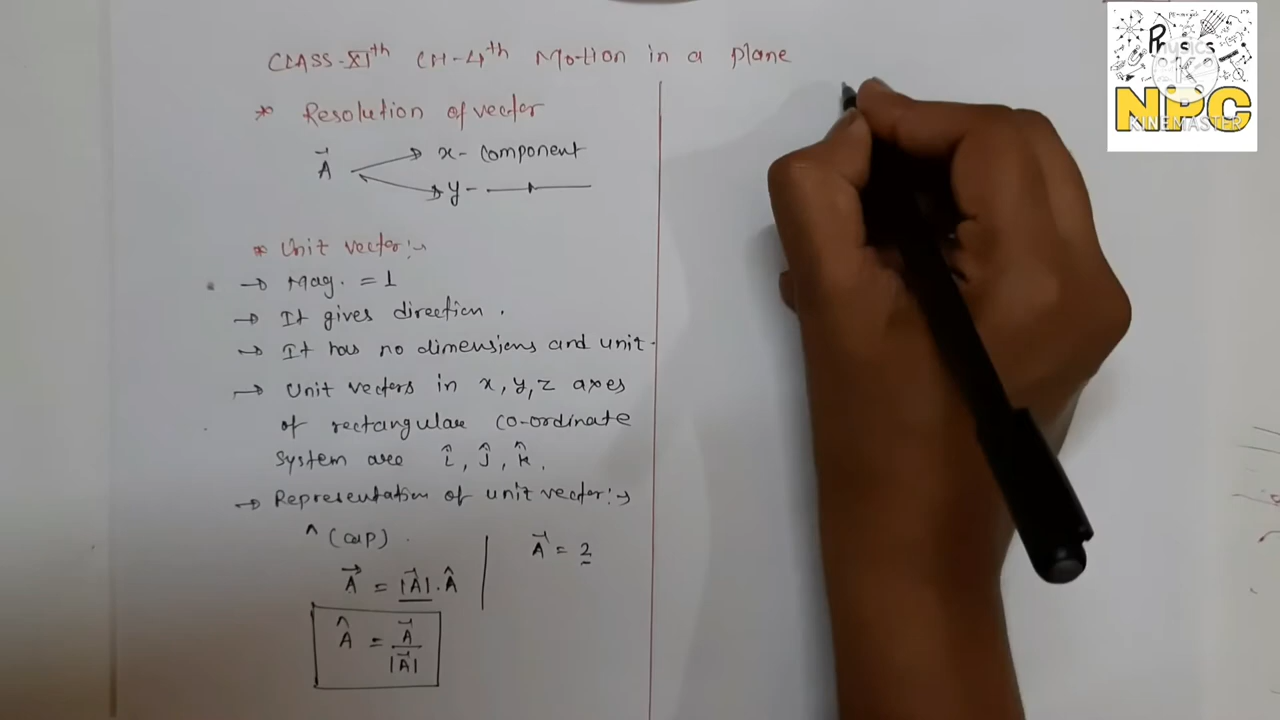 CLASS-XIth CH-4th Motion in a plane
* Resolution of vector
A⃗ x- component
y-
* Unit vector:-
→ Mag. = 1
→ It gives direction.
→ It has no dimensions and unit.
→ Unit vectors in x, y, z axes
of rectangular co-ordinate
system are î, ĵ, k̂.
→ Representation of unit vector:→
^ (cap).
A⃗ = |A⃗|.Â
Â = A⃗ / |A⃗|
A⃗ = 2
Physics
K
NPC
KINEMASTER